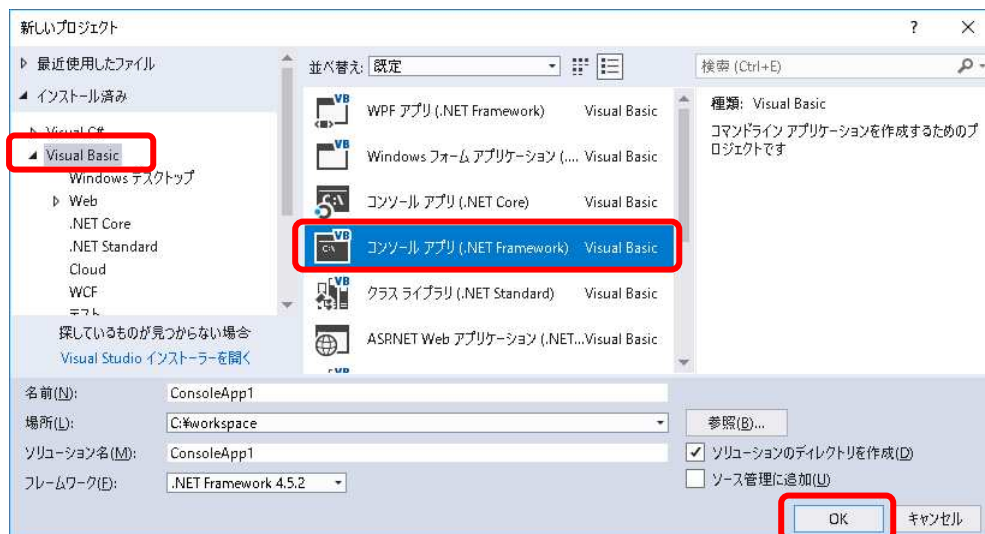 新しいプロジェクト
? ×
最近使用したファイル
インストール済み
Visual C#
Visual Basic
Windows デスクトップ
Web
.NET Core
.NET Standard
Cloud
WCF
テスト
探しているものが見つからない場合
Visual Studio インストーラーを開く
並べ替え: 既定
WPF アプリ (.NET Framework) Visual Basic
Windows フォーム アプリケーション (.... Visual Basic
コンソール アプリ (.NET Core) Visual Basic
コンソール アプリ (.NET Framework) Visual Basic
クラス ライブラリ (.NET Standard) Visual Basic
ASP.NET Web アプリケーション (.NET... Visual Basic
検索 (Ctrl+E)
種類: Visual Basic
コマンドライン アプリケーションを作成するためのプ
ロジェクトです
名前(N): ConsoleApp1
場所(L): C:¥workspace
参照(B)...
ソリューション名(M): ConsoleApp1
ソリューションのディレクトリを作成(D)
フレームワーク(F): .NET Framework 4.5.2
ソース管理に追加(U)
OK キャンセル